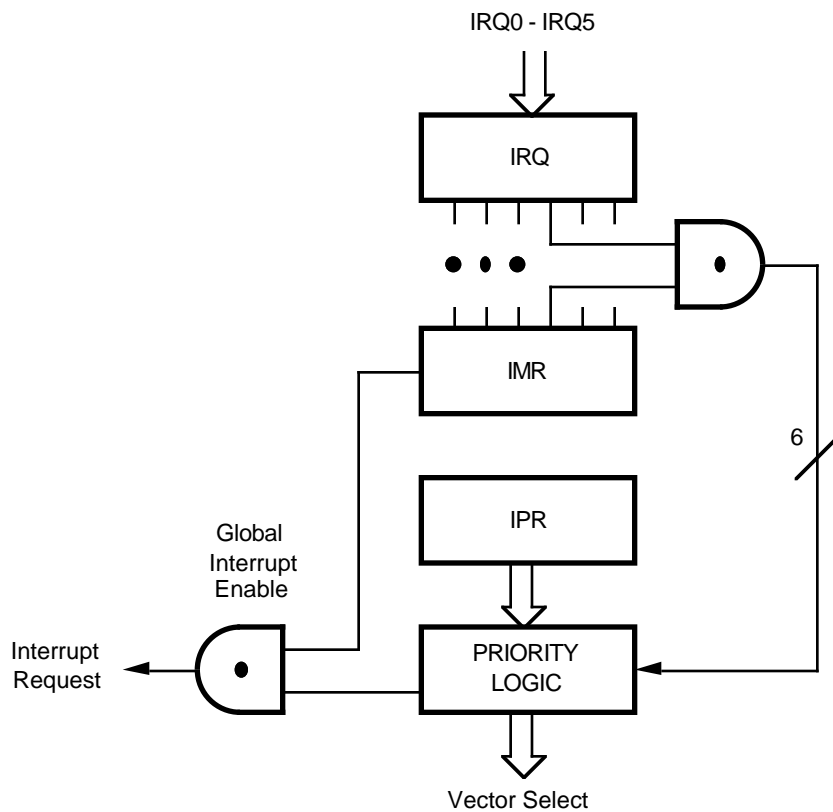 IRQ0 - IRQ5
IRQ
IMR
6
IPR
Global
Interrupt
Enable
Interrupt
Request
PRIORITY
LOGIC
Vector Select